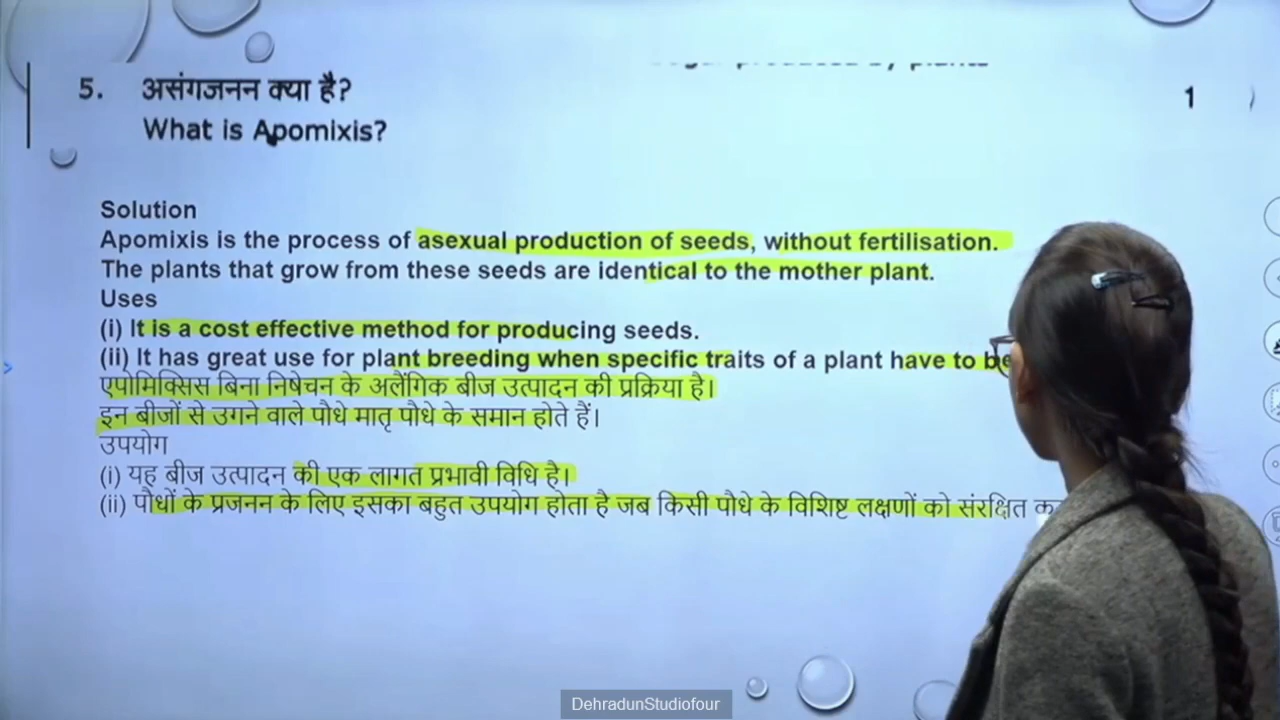 5. असंगजनन क्या है? 1
What is Apomixis?
Solution
Apomixis is the process of asexual production of seeds, without fertilisation.
The plants that grow from these seeds are identical to the mother plant.
Uses
(i) It is a cost effective method for producing seeds.
(ii) It has great use for plant breeding when specific traits of a plant have to be
एपोमिक्सिस बिना निषेचन के अलैंगिक बीज उत्पादन की प्रक्रिया है।
इन बीजों से उगने वाले पौधे मातृ पौधे के समान होते हैं।
उपयोग
(i) यह बीज उत्पादन की एक लागत प्रभावी विधि है।
(ii) पौधों के प्रजनन के लिए इसका बहुत उपयोग होता है जब किसी पौधे के विशिष्ट लक्षणों को संरक्षित
DehradunStudiofour